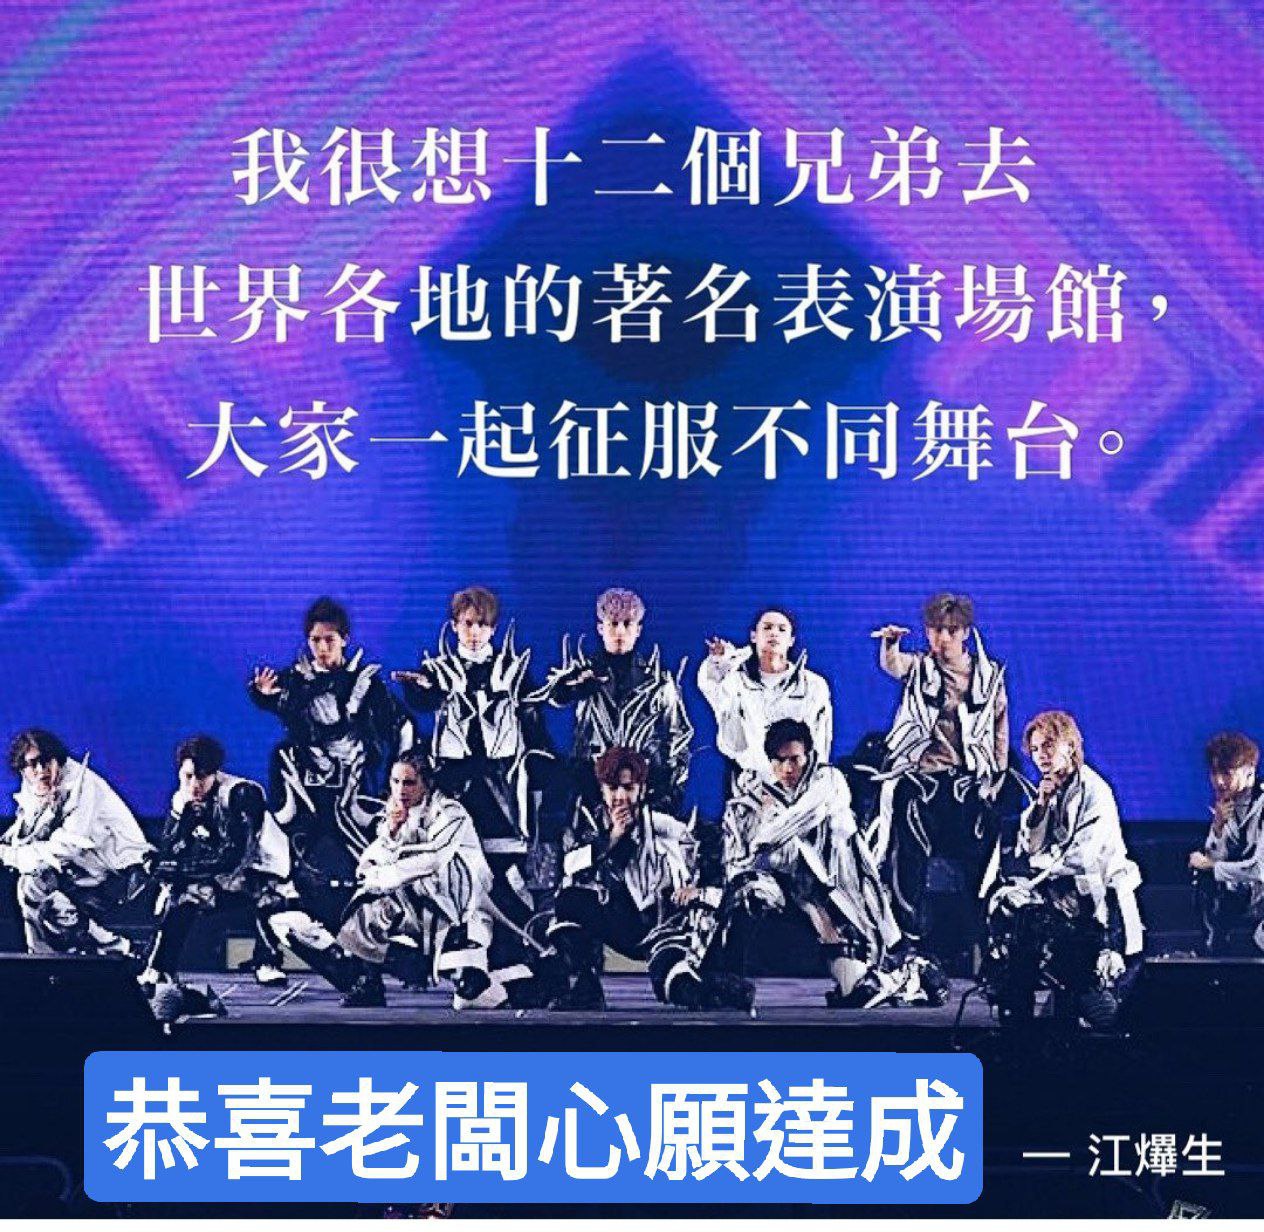 我很想十二個兄弟去
世界各地的著名表演場館，
大家一起征服不同舞台。
恭喜老闆心願達成
— 江𤒹生